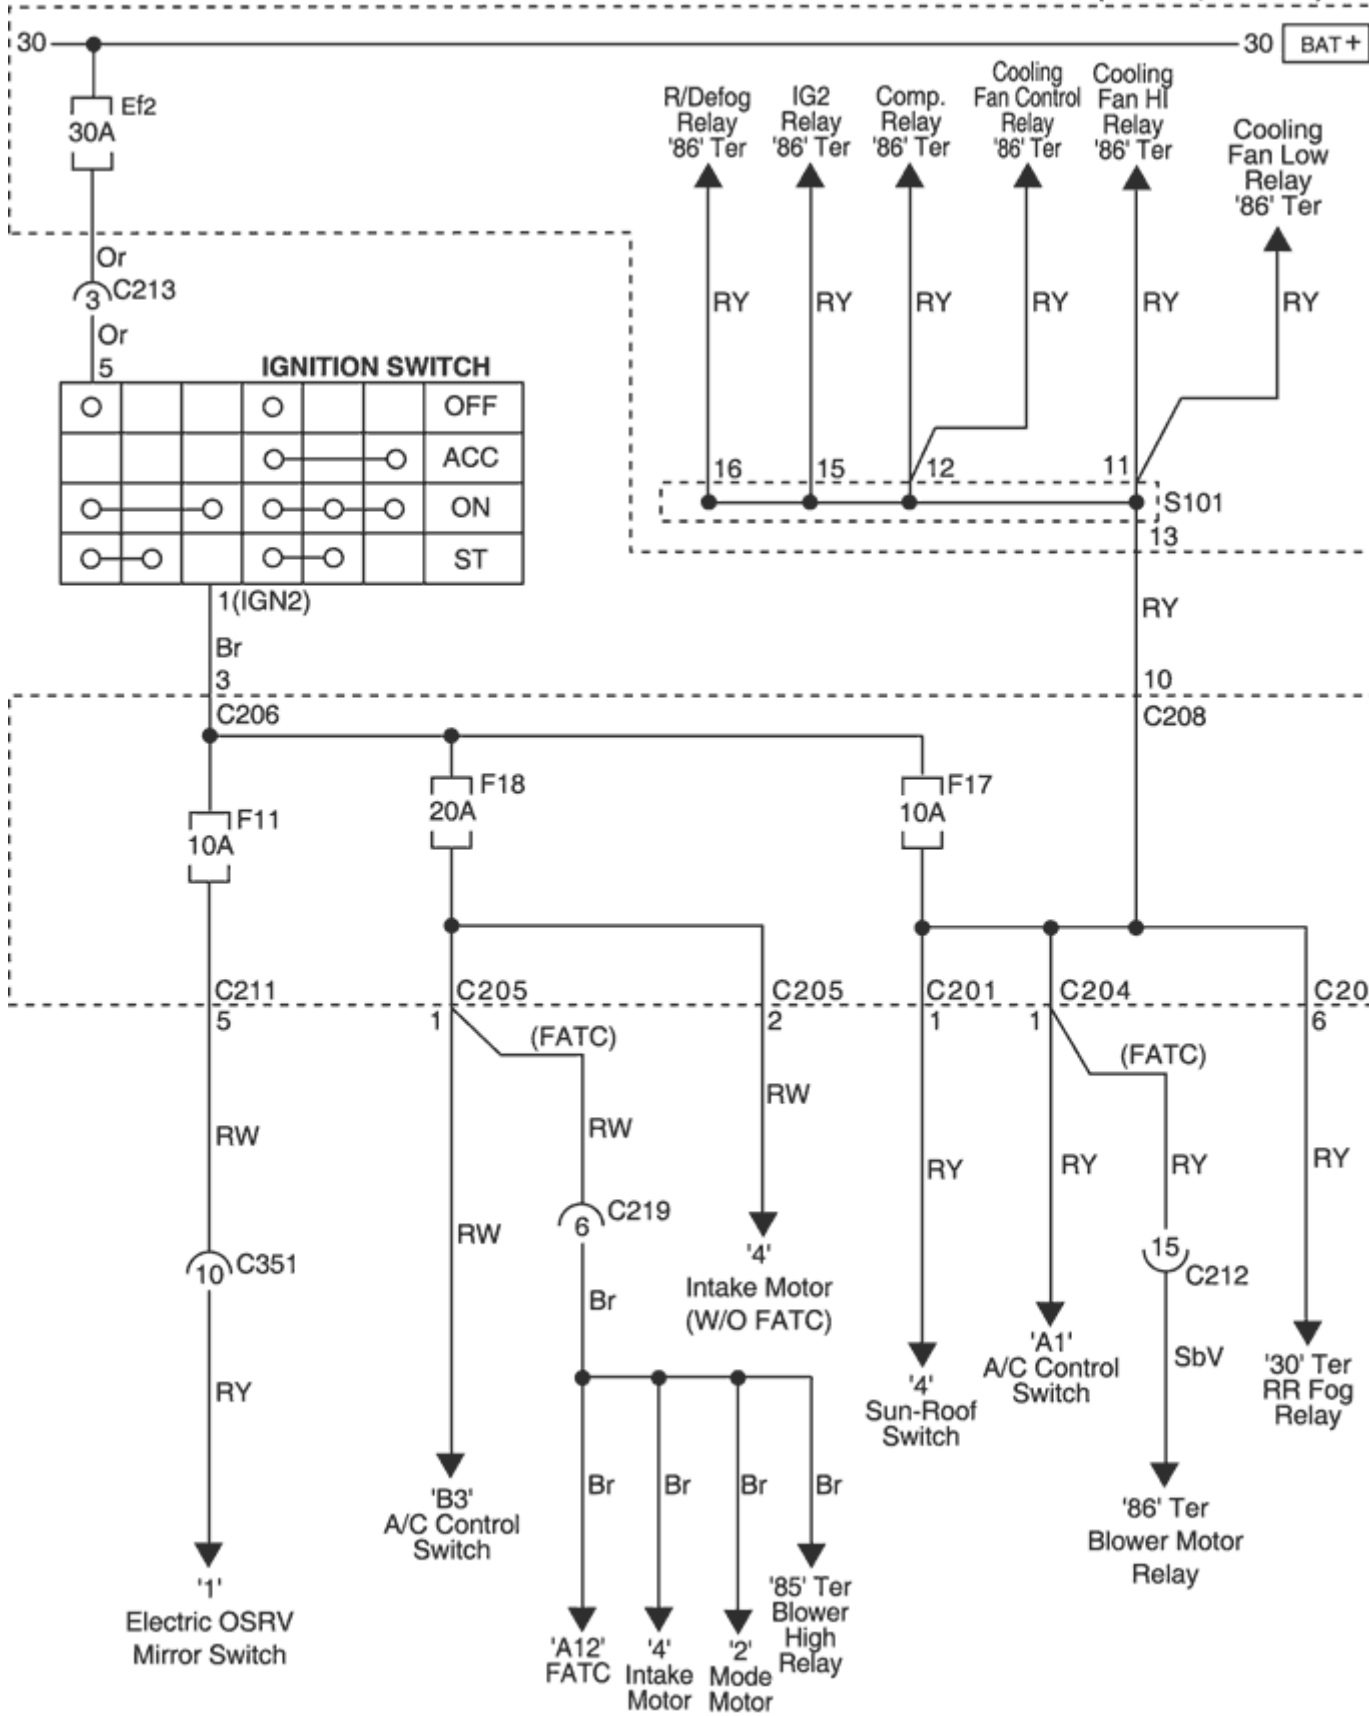 30
30 BAT +
Ef2
30A
R/Defog
Relay
'86' Ter
IG2
Relay
'86' Ter
Comp.
Relay
'86' Ter
Cooling
Fan Control
Relay
'86' Ter
Cooling
Fan HI
Relay
'86' Ter
Cooling
Fan Low
Relay
'86' Ter
Or
3 C213
Or
5
RY
RY
RY
RY
RY
RY
IGNITION SWITCH
OFF
ACC
ON
ST
16
15
12
11
S101
13
1(IGN2)
Br
3
C206
RY
10
C208
F11
10A
F18
20A
F17
10A
C211
5
C205
1
C205
2
C201
1
C204
1
C20
6
(FATC)
(FATC)
RW
RW
RW
RW
RY
RY
RY
RY
10 C351
6 C219
15
C212
RY
Br
SbV
'4'
Intake Motor
(W/O FATC)
'4'
Sun-Roof
Switch
'A1'
A/C Control
Switch
'30' Ter
RR Fog
Relay
'B3'
A/C Control
Switch
Br
Br
Br
Br
'86' Ter
Blower Motor
Relay
'1'
Electric OSRV
Mirror Switch
'A12'
FATC
'4'
Intake
Motor
'2'
Mode
Motor
'85' Ter
Blower
High
Relay